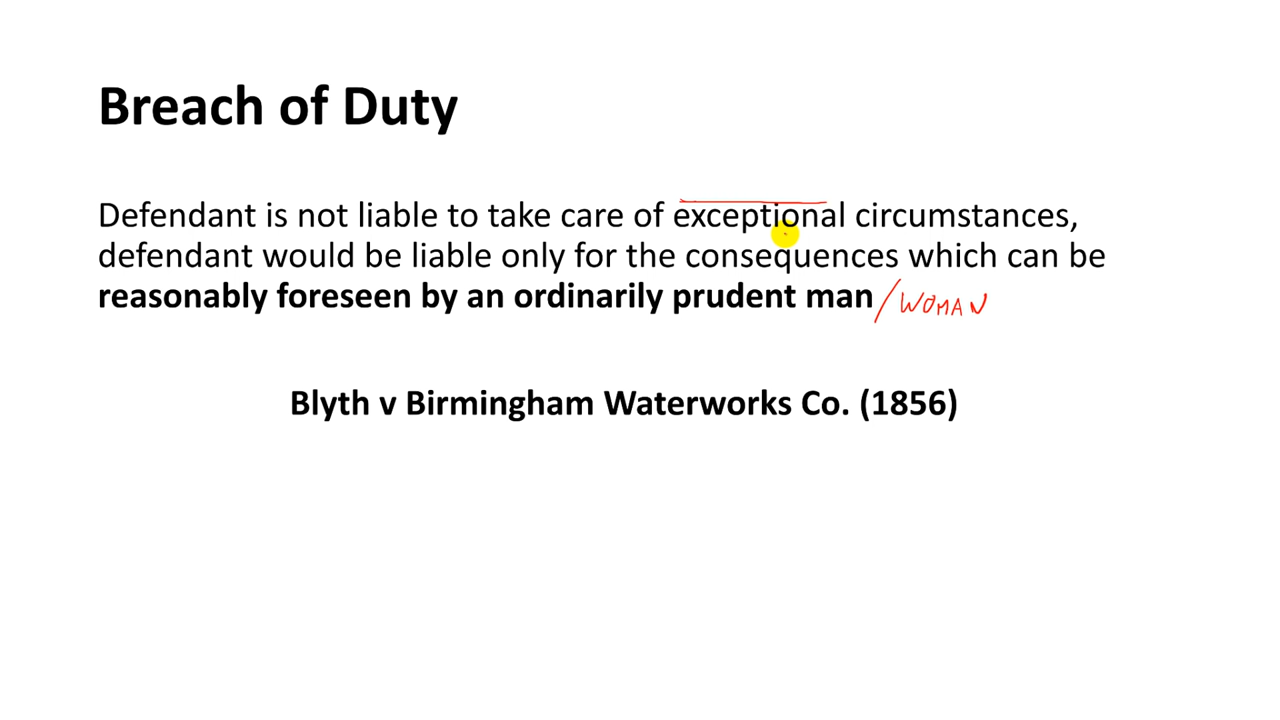 Breach of Duty
Defendant is not liable to take care of exceptional circumstances,
defendant would be liable only for the consequences which can be
reasonably foreseen by an ordinarily prudent man /WOMAN
Blyth v Birmingham Waterworks Co. (1856)